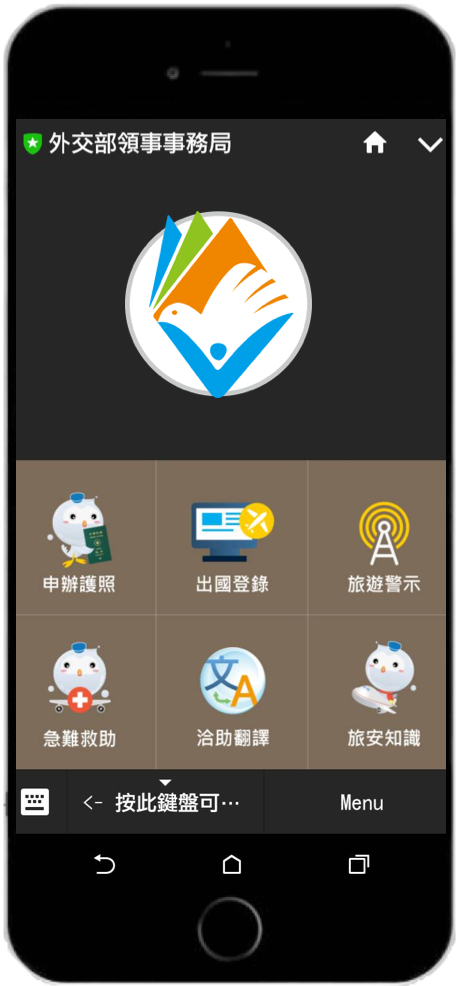 外交部領事事務局
申辦護照
出國登錄
旅遊警示
急難救助
文A
洽助翻譯
旅安知識
<- 按此鍵盤可…
Menu